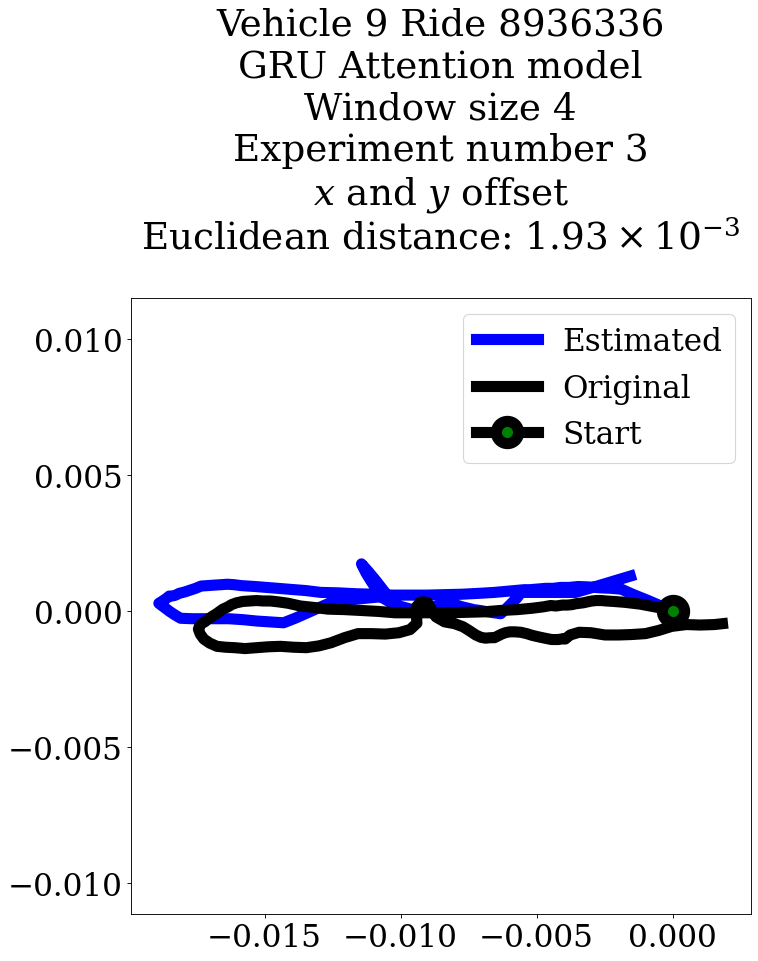 Vehicle 9 Ride 8936336
GRU Attention model
Window size 4
Experiment number 3
x and y offset
Euclidean distance: 1.93 × 10⁻³
Estimated
Original
Start
0.010
0.005
0.000
−0.005
−0.010
−0.015 −0.010 −0.005 0.000